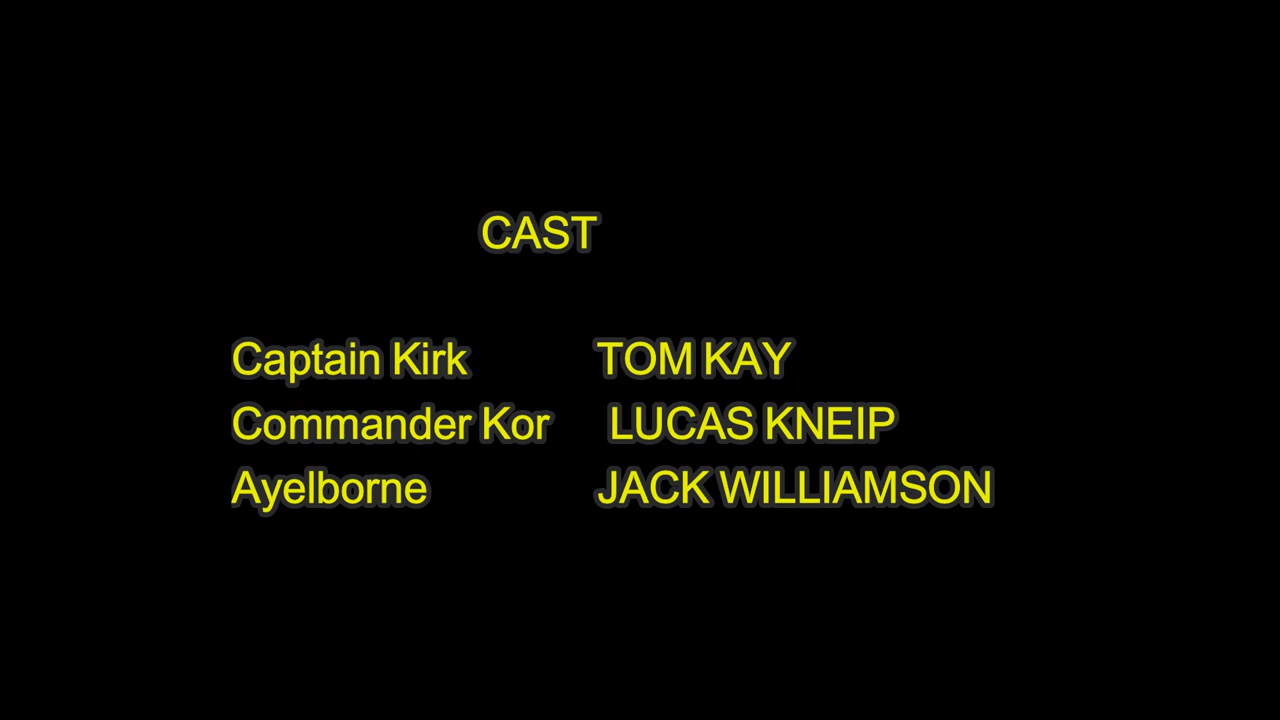 CAST
Captain Kirk TOM KAY
Commander Kor LUCAS KNEIP
Ayelborne JACK WILLIAMSON